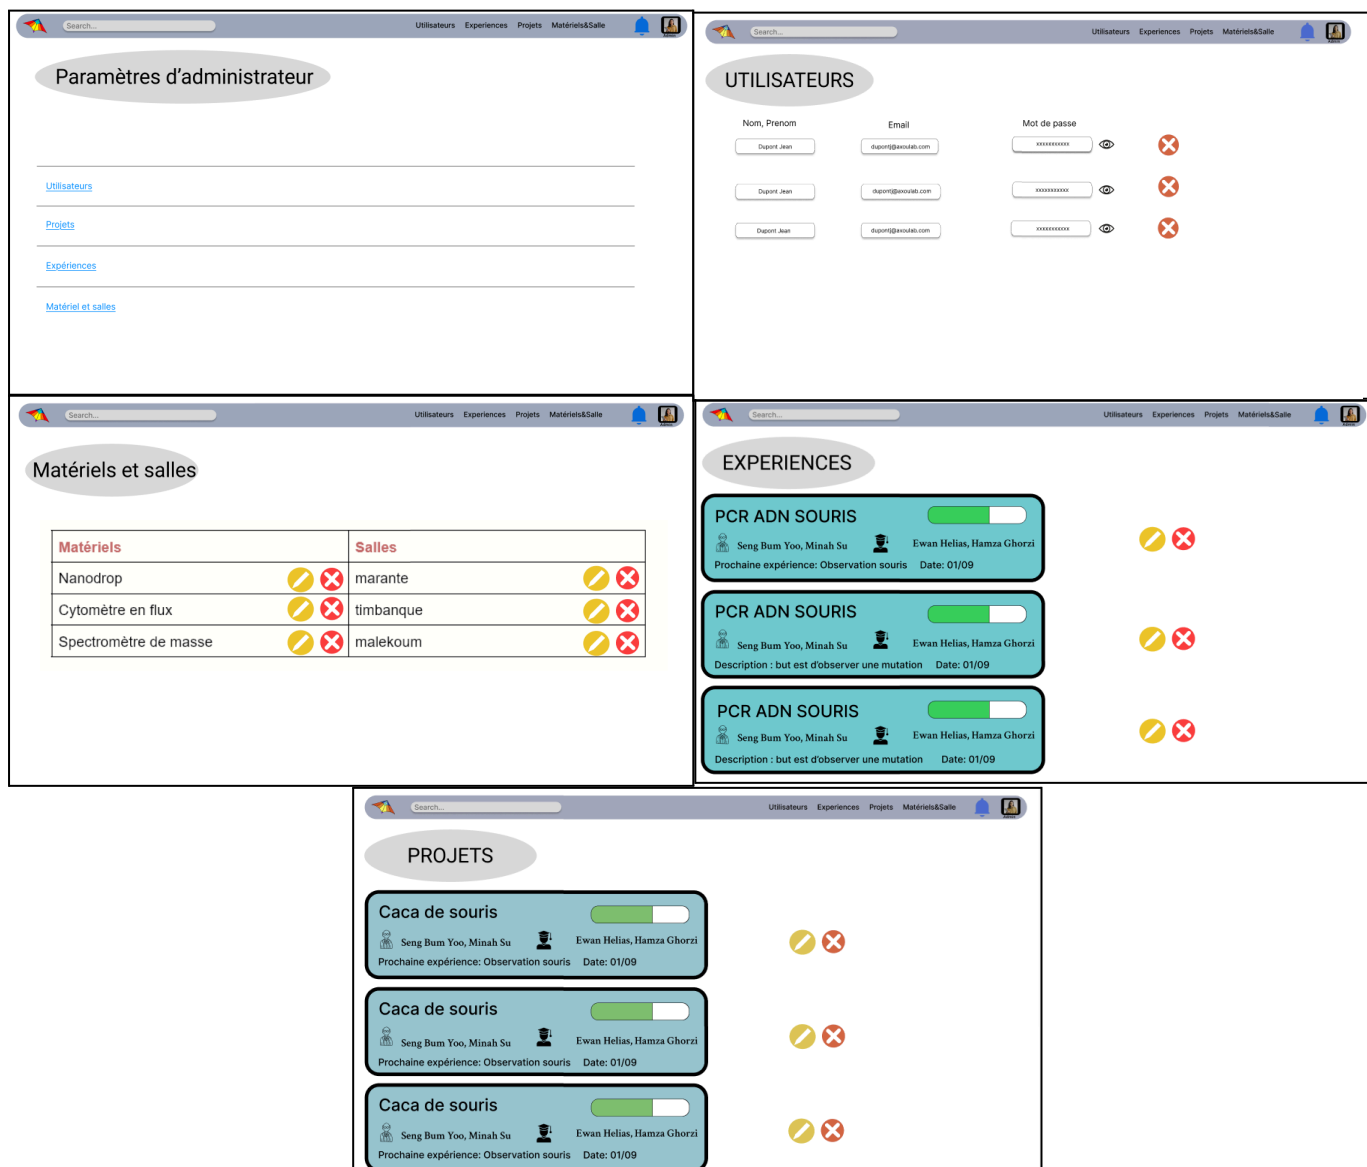 Search...
Utilisateurs Experiences Projets Matériels&Salle
Admin
Paramètres d'administrateur
Utilisateurs
Projets
Expériences
Matériel et salles
Search...
Utilisateurs Experiences Projets Matériels&Salle
Admin
UTILISATEURS
Nom, Prenom Email Mot de passe
Dupont Jean dupontj@axoulab.com xxxxxxxxxxx
Dupont Jean dupontj@axoulab.com xxxxxxxxxxx
Dupont Jean dupontj@axoulab.com xxxxxxxxxxx
Search...
Utilisateurs Experiences Projets Matériels&Salle
Admin
Matériels et salles
Matériels Salles
Nanodrop marante
Cytomètre en flux timbanque
Spectromètre de masse malekoum
Search...
Utilisateurs Experiences Projets Matériels&Salle
Admin
EXPERIENCES
PCR ADN SOURIS
Seng Bum Yoo, Minah Su Ewan Helias, Hamza Ghorzi
Prochaine expérience: Observation souris Date: 01/09
PCR ADN SOURIS
Seng Bum Yoo, Minah Su Ewan Helias, Hamza Ghorzi
Description : but est d'observer une mutation Date: 01/09
PCR ADN SOURIS
Seng Bum Yoo, Minah Su Ewan Helias, Hamza Ghorzi
Description : but est d'observer une mutation Date: 01/09
Search...
Utilisateurs Experiences Projets Matériels&Salle
Admin
PROJETS
Caca de souris
Seng Bum Yoo, Minah Su Ewan Helias, Hamza Ghorzi
Prochaine expérience: Observation souris Date: 01/09
Caca de souris
Seng Bum Yoo, Minah Su Ewan Helias, Hamza Ghorzi
Prochaine expérience: Observation souris Date: 01/09
Caca de souris
Seng Bum Yoo, Minah Su Ewan Helias, Hamza Ghorzi
Prochaine expérience: Observation souris Date: 01/09